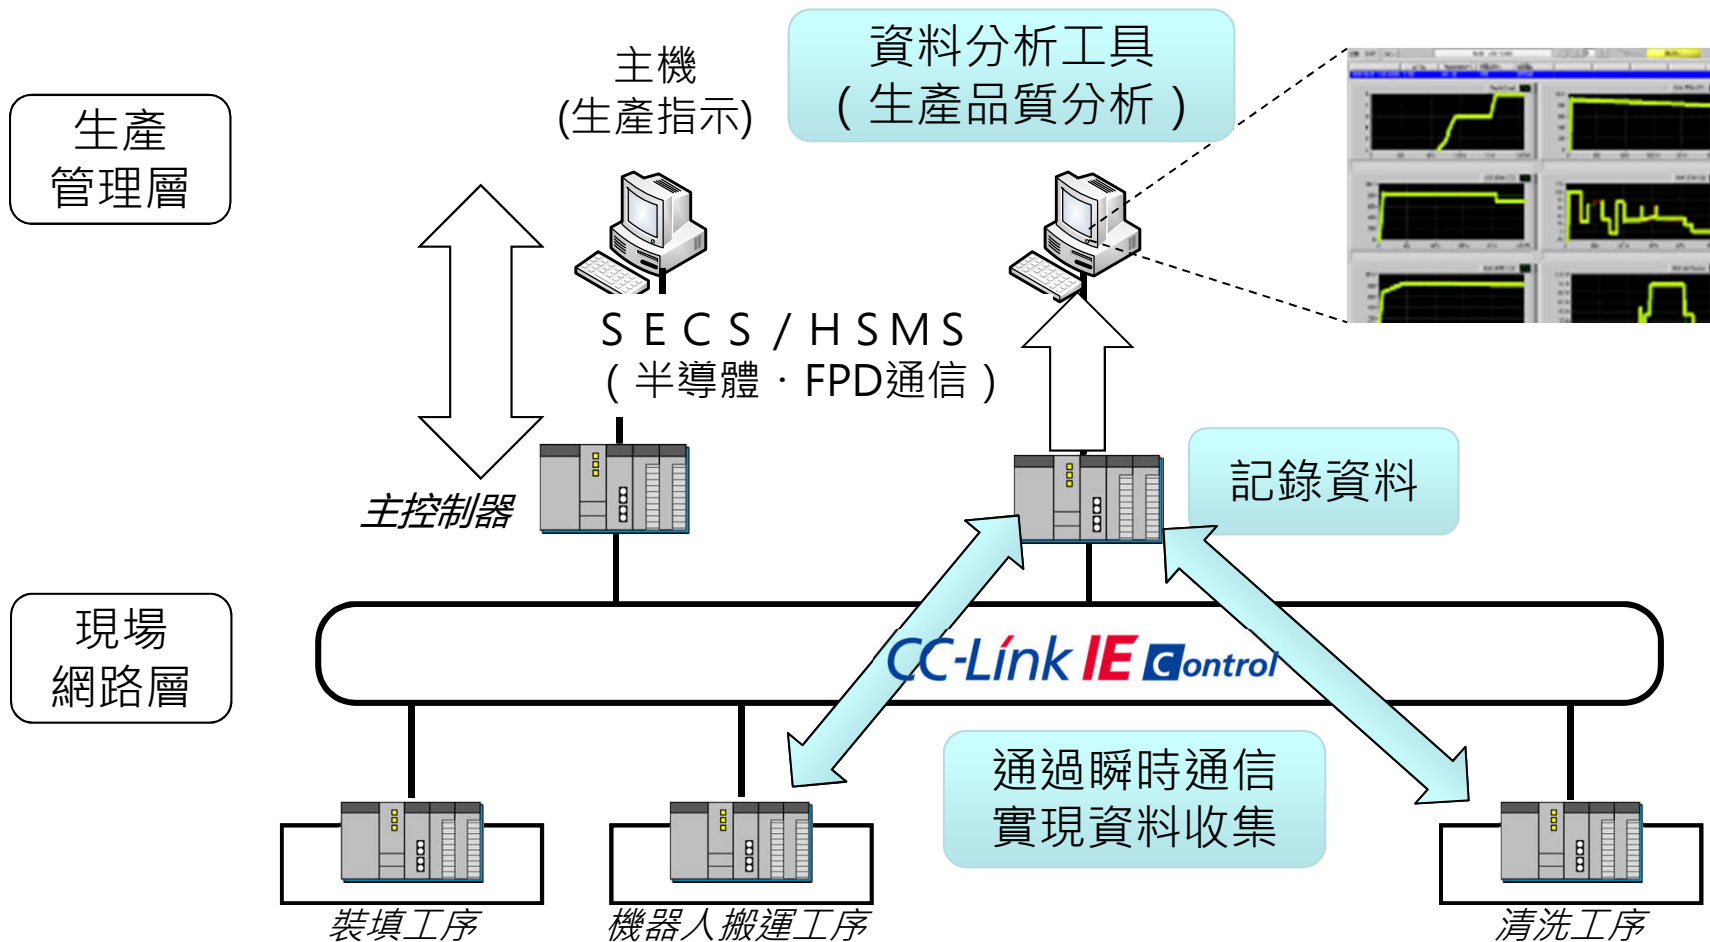 主機
(生產指示)
資料分析工具
(生產品質分析)
生產
管理層
SECS/HSMS
(半導體．FPD通信)
主控制器
記錄資料
現場
網路層
CC-Link IE Control
通過瞬時通信
實現資料收集
裝填工序
機器人搬運工序
清洗工序